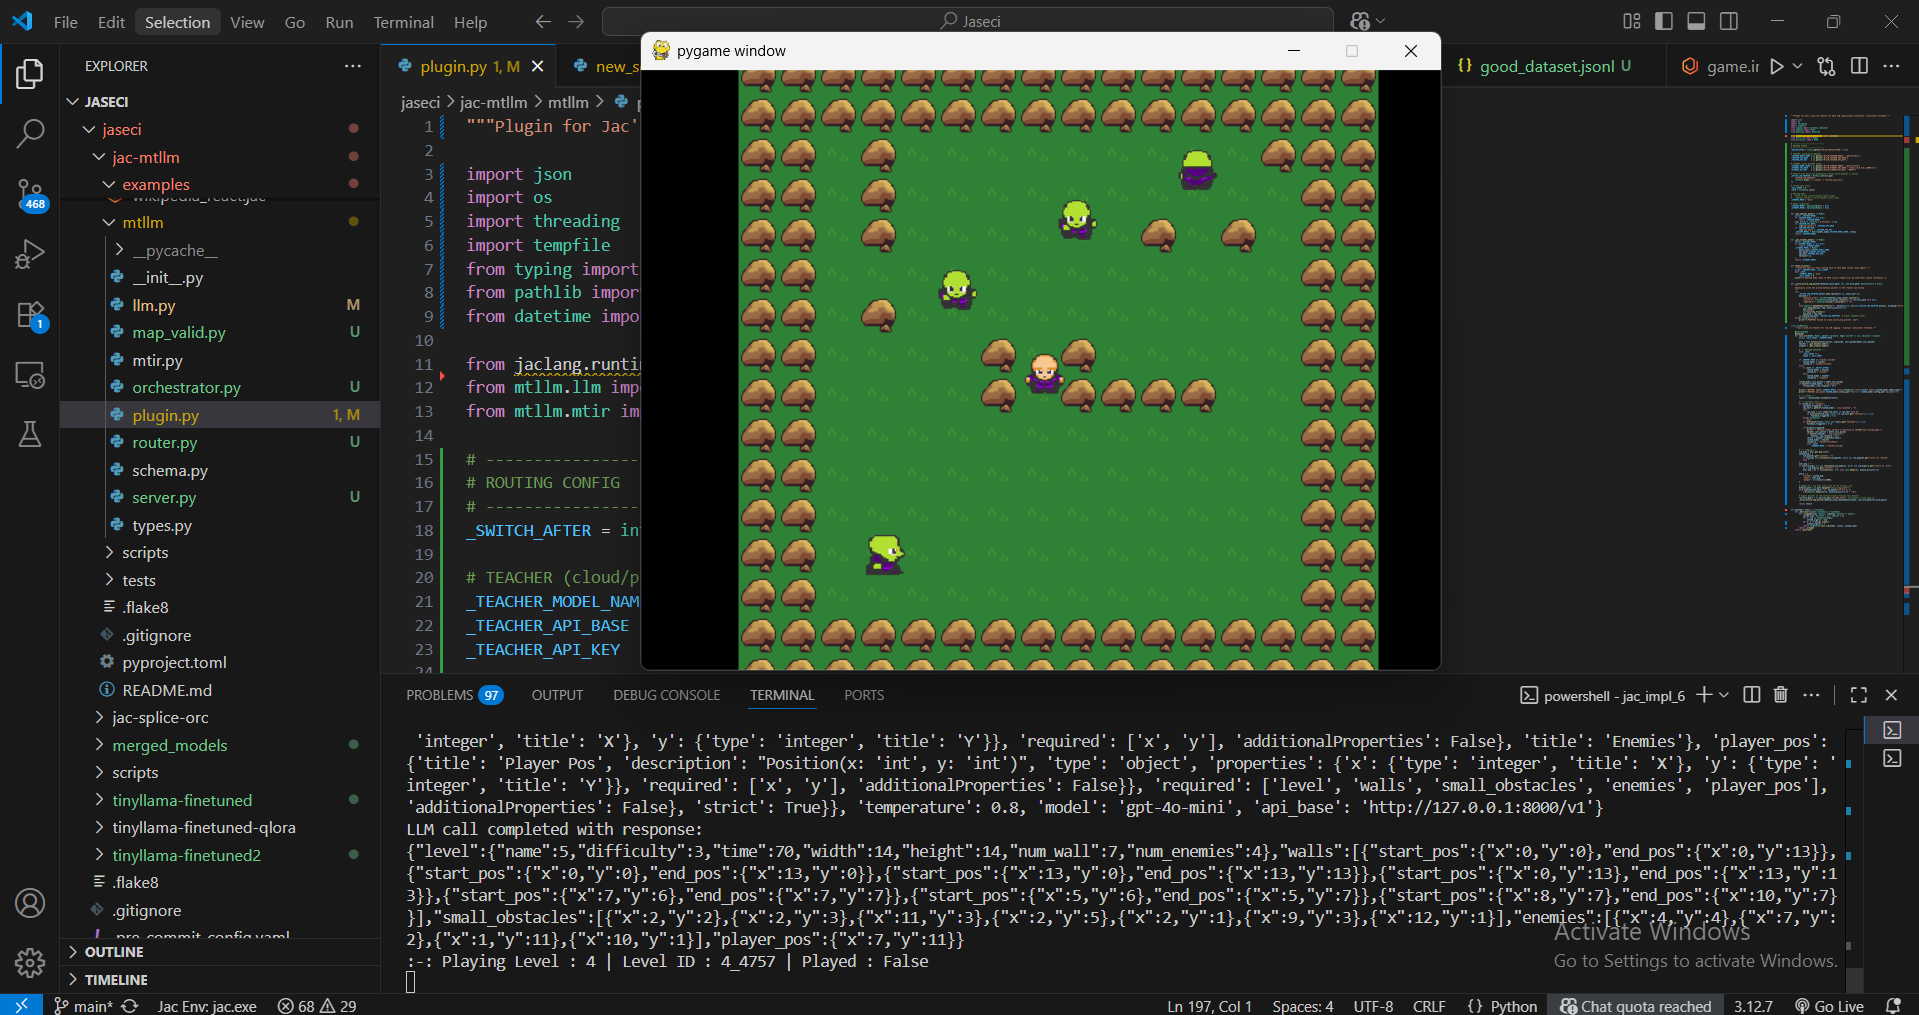 File Edit Selection View Go Run Terminal Help
Jaseci
EXPLORER
JASECI
jaseci
jac-mtllm
examples
wikipedia_react.jac
mtllm
__pycache__
__init__.py
llm.py M
map_valid.py U
mtir.py
orchestrator.py U
plugin.py 1, M
router.py U
schema.py
server.py U
types.py
scripts
tests
.flake8
.gitignore
pyproject.toml
README.md
jac-splice-orc
merged_models
scripts
tinyllama-finetuned
tinyllama-finetuned-qlora
tinyllama-finetuned2
.flake8
.gitignore
.pre-commit-config.yaml
OUTLINE
TIMELINE
468
1
plugin.py 1, M
new_s
good_dataset.jsonl U
game.ir
jaseci > jac-mtllm > mtllm >
pygame window
1 """Plugin for Jac'
2
3 import json
4 import os
5 import threading
6 import tempfile
7 from typing import
8 from pathlib impor
9 from datetime impo
10
11 from jaclang.runti
12 from mtllm.llm imp
13 from mtllm.mtir im
14
15 # ----------------
16 # ROUTING CONFIG
17 # ----------------
18 _SWITCH_AFTER = in
19
20 # TEACHER (cloud/p
21 _TEACHER_MODEL_NAM
22 _TEACHER_API_BASE
23 _TEACHER_API_KEY
24
PROBLEMS 97 OUTPUT DEBUG CONSOLE TERMINAL PORTS
powershell - jac_impl_6
'integer', 'title': 'X'}, 'y': {'type': 'integer', 'title': 'Y'}}, 'required': ['x', 'y'], 'additionalProperties': False}, 'title': 'Enemies'}, 'player_pos':
{'title': 'Player Pos', 'description': "Position(x: 'int', y: 'int')", 'type': 'object', 'properties': {'x': {'type': 'integer', 'title': 'X'}, 'y': {'type': '
integer', 'title': 'Y'}}, 'required': ['x', 'y'], 'additionalProperties': False}}, 'required': ['level', 'walls', 'small_obstacles', 'enemies', 'player_pos'],
'additionalProperties': False}, 'strict': True}}, 'temperature': 0.8, 'model': 'gpt-4o-mini', 'api_base': 'http://127.0.0.1:8000/v1'}
LLM call completed with response:
{"level":{"name":5,"difficulty":3,"time":70,"width":14,"height":14,"num_wall":7,"num_enemies":4},"walls":[{"start_pos":{"x":0,"y":0},"end_pos":{"x":0,"y":13}},
{"start_pos":{"x":0,"y":0},"end_pos":{"x":13,"y":0}},{"start_pos":{"x":13,"y":0},"end_pos":{"x":13,"y":13}},{"start_pos":{"x":0,"y":13},"end_pos":{"x":13,"y":1
3}},{"start_pos":{"x":7,"y":6},"end_pos":{"x":7,"y":7}},{"start_pos":{"x":5,"y":6},"end_pos":{"x":5,"y":7}},{"start_pos":{"x":8,"y":7},"end_pos":{"x":10,"y":7}
}],"small_obstacles":[{"x":2,"y":2},{"x":2,"y":3},{"x":11,"y":3},{"x":2,"y":5},{"x":2,"y":1},{"x":9,"y":3},{"x":12,"y":1}],"enemies":[{"x":4,"y":4},{"x":7,"y":
2},{"x":1,"y":11},{"x":10,"y":1}],"player_pos":{"x":7,"y":11}}
:-: Playing Level : 4 | Level ID : 4_4757 | Played : False
Activate Windows
Go to Settings to activate Windows.
main* Jac Env: jac.exe 68 29
Ln 197, Col 1 Spaces: 4 UTF-8 CRLF {} Python Chat quota reached 3.12.7 Go Live